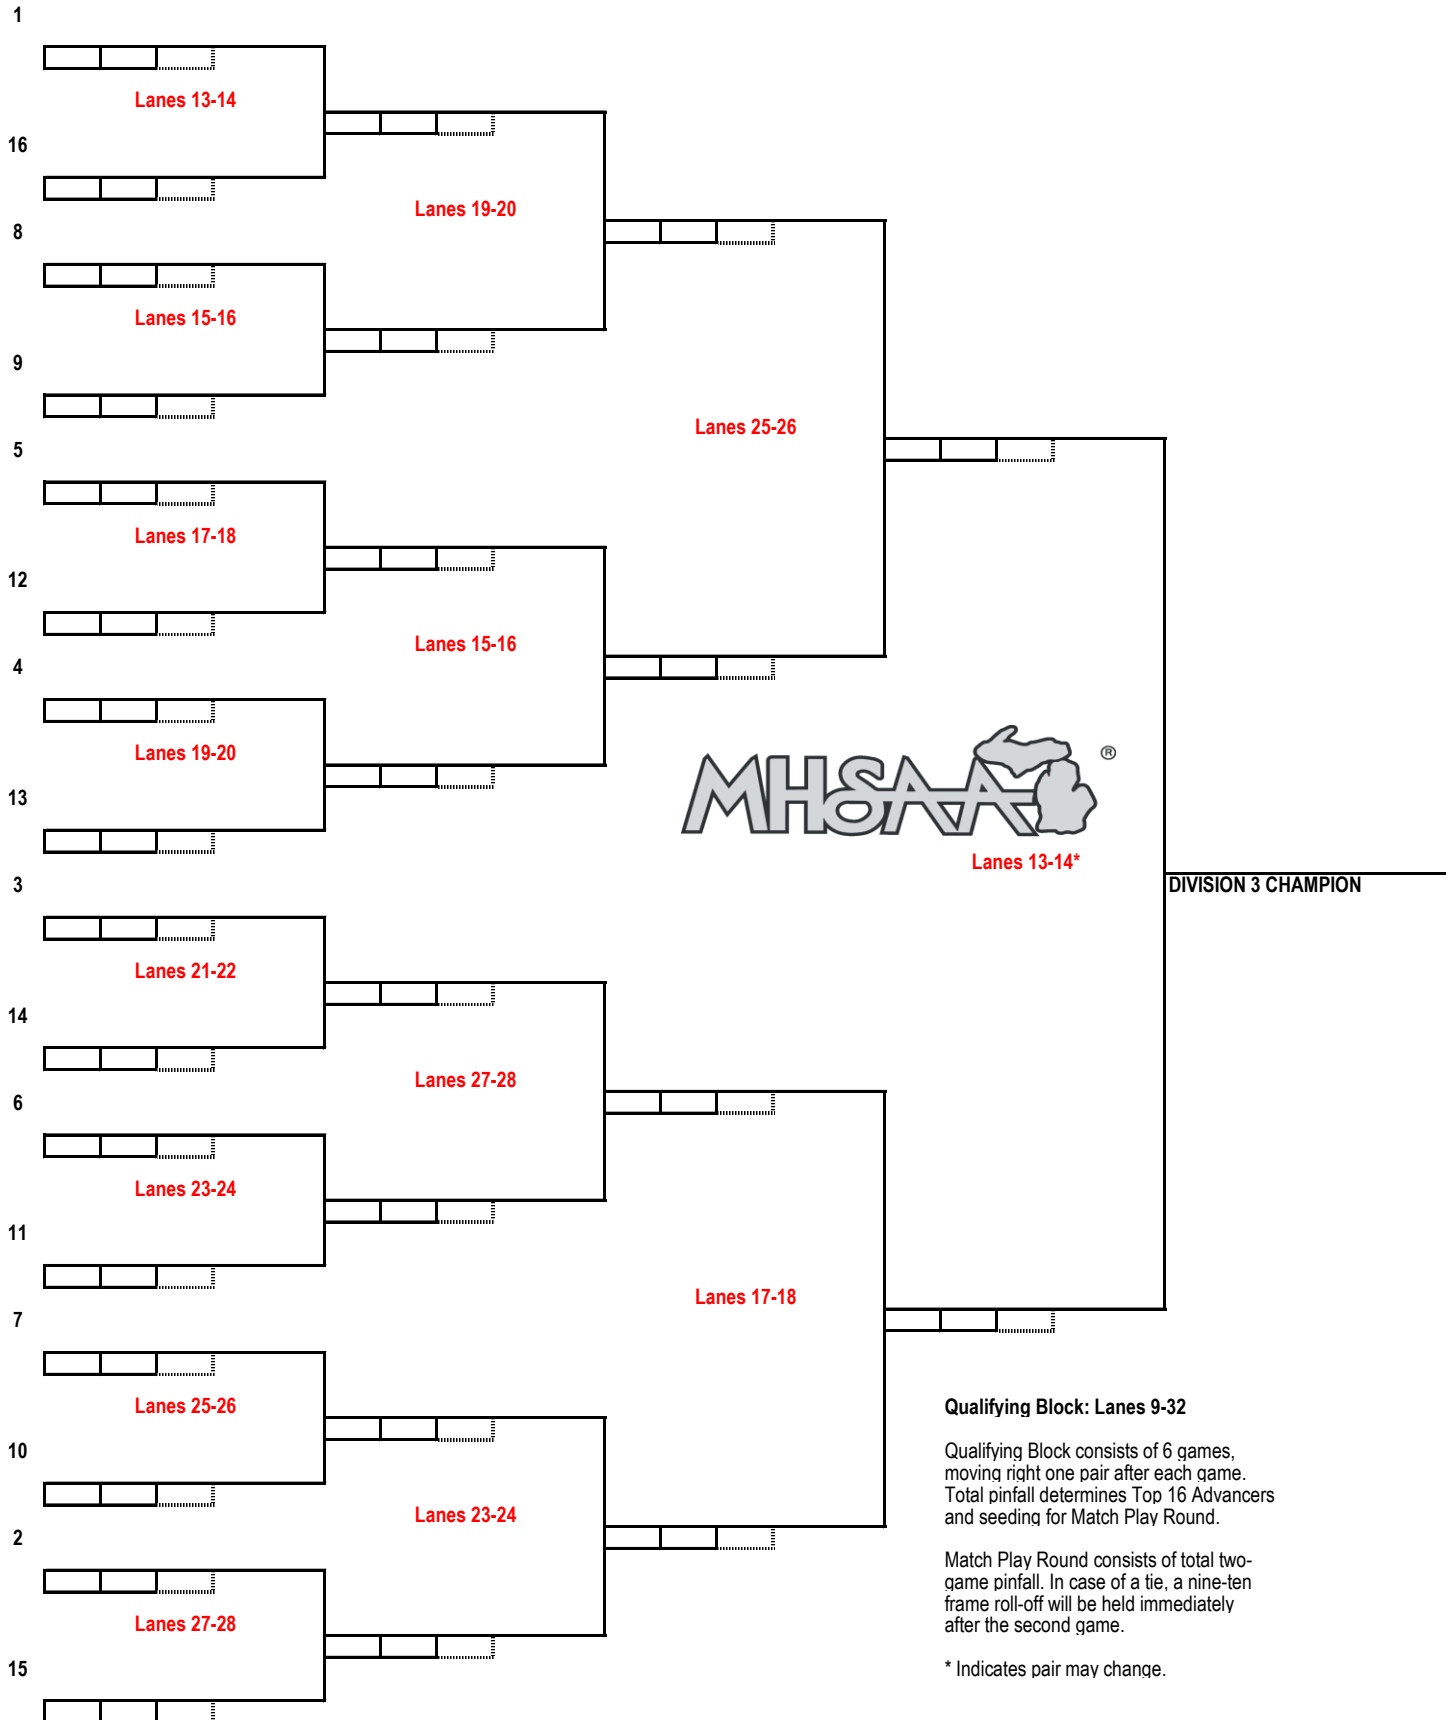 1
Lanes 13-14
16
Lanes 19-20
8
Lanes 15-16
9
Lanes 25-26
5
Lanes 17-18
12
Lanes 15-16
4
Lanes 19-20
MHSAA®
13
Lanes 13-14*
3
DIVISION 3 CHAMPION
Lanes 21-22
14
Lanes 27-28
6
Lanes 23-24
11
Lanes 17-18
7
Lanes 25-26
10
Lanes 23-24
2
Lanes 27-28
15
Qualifying Block: Lanes 9-32
Qualifying Block consists of 6 games,
moving right one pair after each game.
Total pinfall determines Top 16 Advancers
and seeding for Match Play Round.
Match Play Round consists of total two-
game pinfall. In case of a tie, a nine-ten
frame roll-off will be held immediately
after the second game.
* Indicates pair may change.